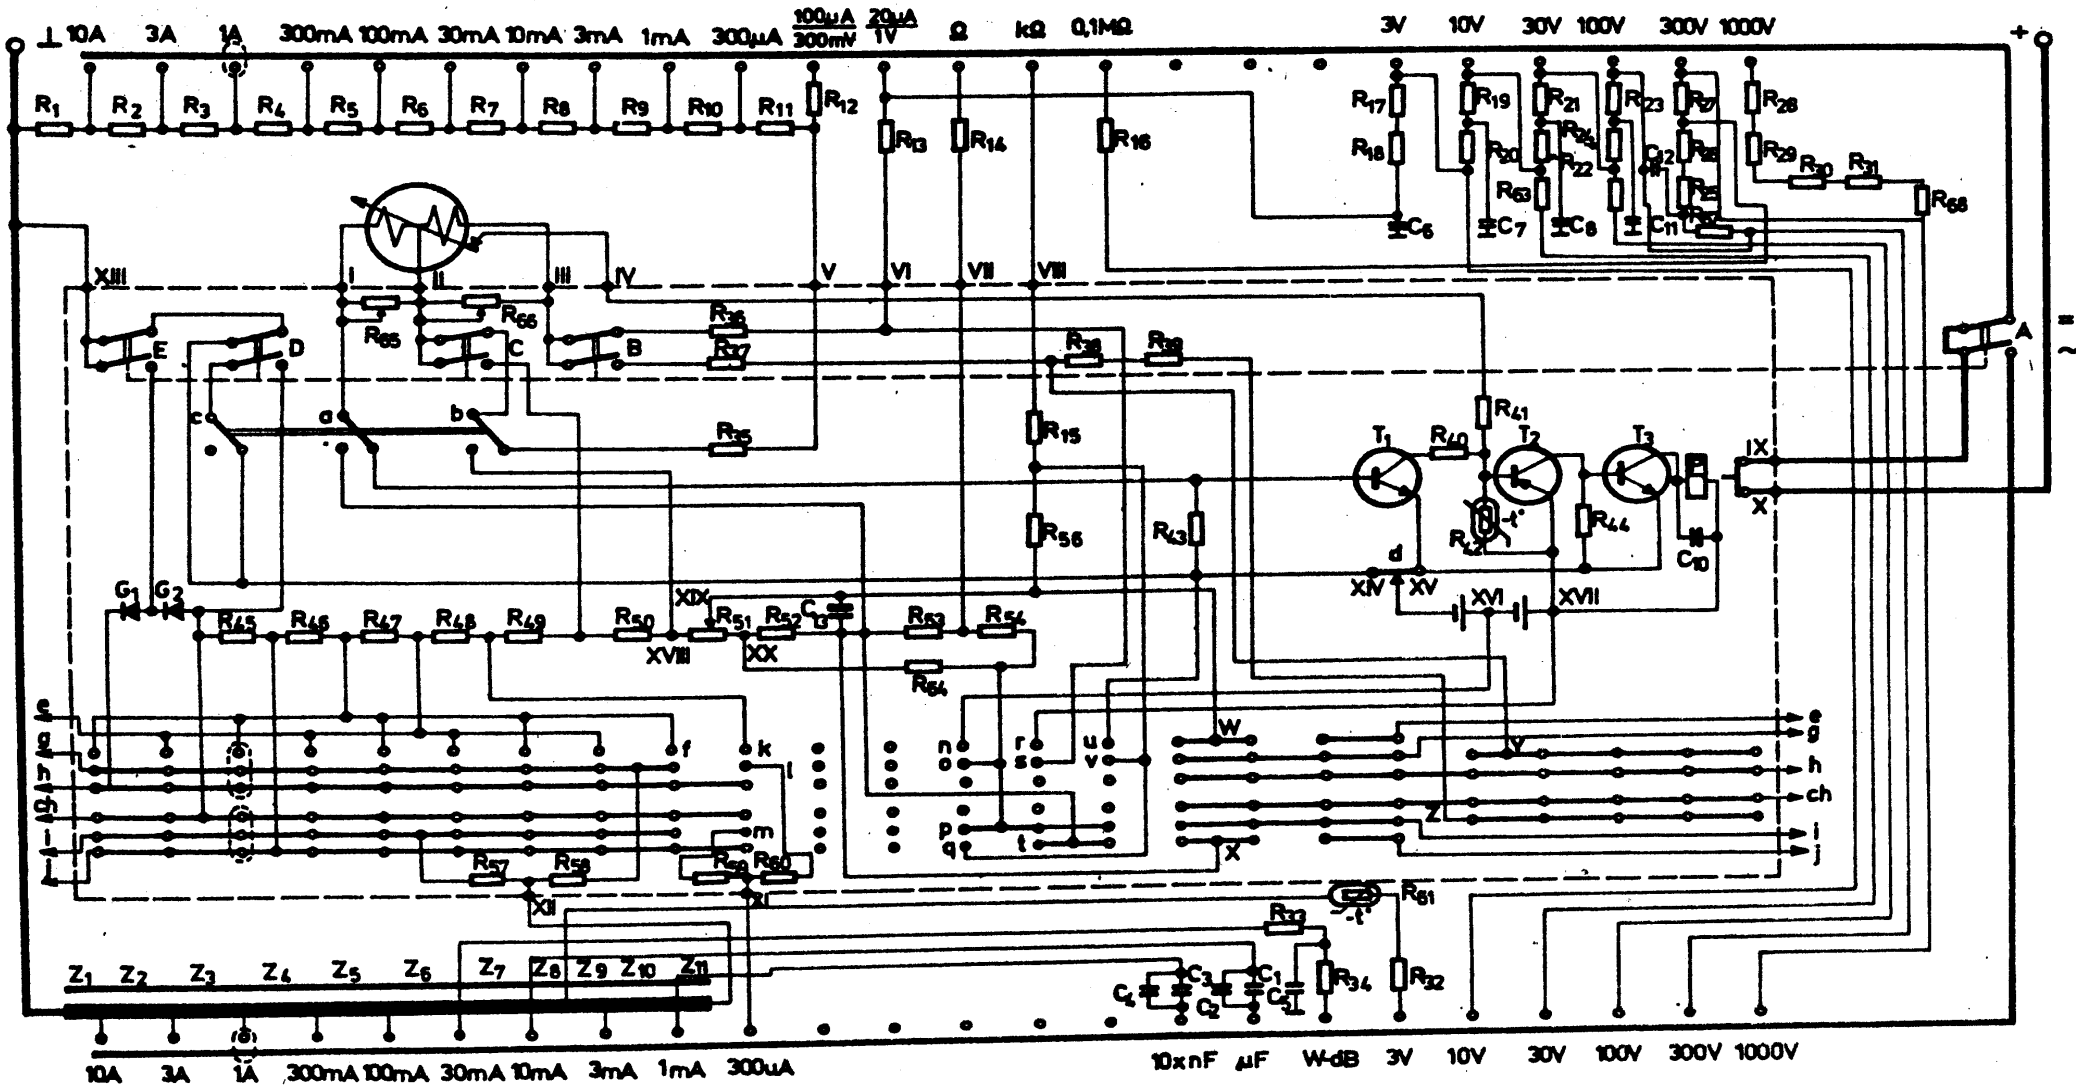 ⊥ 10A 3A 1A 300mA 100mA 30mA 10mA 3mA 1mA 300μA 100μA 20μA Ω kΩ 0,1MΩ 3V 10V 30V 100V 300V 1000V +
300mV 1V
R1 R2 R3 R4 R5 R6 R7 R8 R9 R10 R11 R12 R17 R19 R21 R23 R27 R28
R13 R14 R16 R18 R20 R24 C12 R26 R29
R22 R30 R31
R63 R25 R68
C6 C7 C8 C11
XIII I II III IV V VI VII VIII
R65 R66 R36 A =
E D C B R37 R38 R39 ~
c a b R35 R15 R41
T1 R40 T2 T3 IX
P
X
R56 R43 R42 -t° R44
d C10
XIV XV
G1 G2 XIX C13 XVI XVII
R45 R46 R47 R48 R49 R50 R51 R52 R53 R54
XVIII XX
R64
e W e
g
f k n r u Y
l o s v h
h
ch Z ch
i m p i
q t X j
j
R57 R58 R59 R60
XII XI R61
-t°
R33
Z1 Z2 Z3 Z4 Z5 Z6 Z7 Z8 Z9 Z10 Z11 C3 C1 R34 R32
C4 C2 C5
10A 3A 1A 300mA 100mA 30mA 10mA 3mA 1mA 300uA 10xnF μF W-dB 3V 10V 30V 100V 300V 1000V